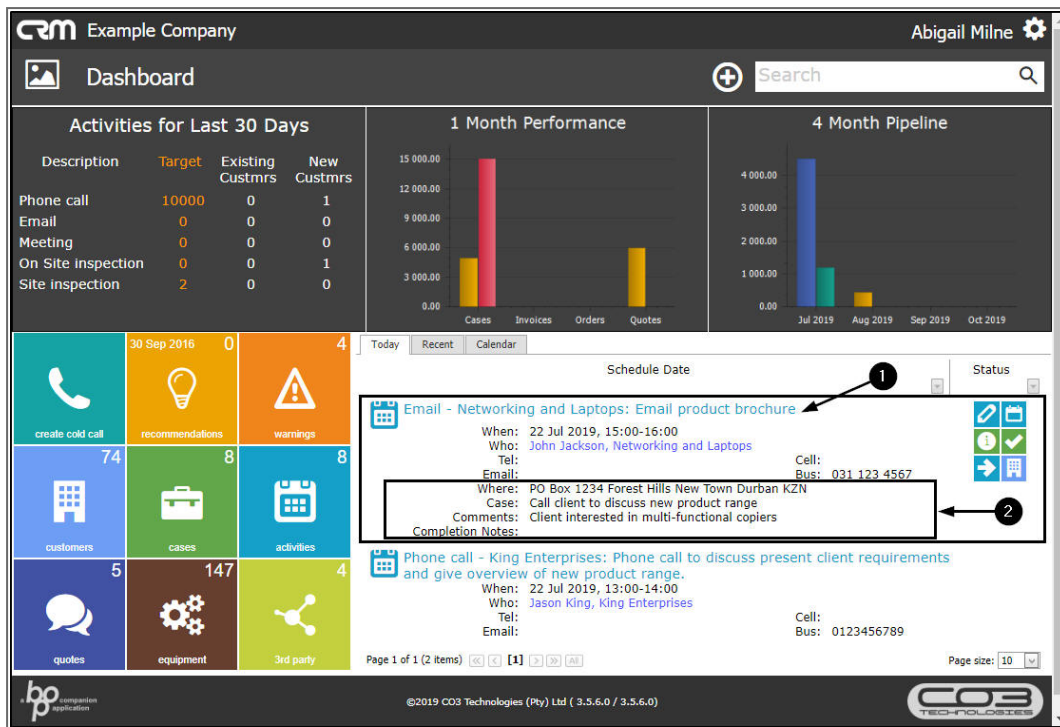 CRM Example Company
Abigail Milne
Dashboard
Search
Activities for Last 30 Days
Description Target Existing Custmrs New Custmrs
Phone call 10000 0 1
Email 0 0 0
Meeting 0 0 0
On Site inspection 0 0 1
Site inspection 2 0 0
1 Month Performance
15 000.00
12 000.00
9 000.00
6 000.00
3 000.00
0.00
Cases Invoices Orders Quotes
4 Month Pipeline
4 000.00
3 000.00
2 000.00
1 000.00
0.00
Jul 2019 Aug 2019 Sep 2019 Oct 2019
create cold call
30 Sep 2016 0
recommendations
4
warnings
74
customers
8
cases
8
activities
5
quotes
147
equipment
4
3rd party
Today Recent Calendar
Schedule Date
Status
1
Email - Networking and Laptops: Email product brochure
When: 22 Jul 2019, 15:00-16:00
Who: John Jackson, Networking and Laptops
Tel: Cell:
Email: Bus: 031 123 4567
Where: PO Box 1234 Forest Hills New Town Durban KZN
Case: Call client to discuss new product range
Comments: Client interested in multi-functional copiers
Completion Notes:
2
Phone call - King Enterprises: Phone call to discuss present client requirements
and give overview of new product range.
When: 22 Jul 2019, 13:00-14:00
Who: Jason King, King Enterprises
Tel: Cell:
Email: Bus: 0123456789
Page 1 of 1 (2 items) [1] All
Page size: 10
a bpo companion application
©2019 CO3 Technologies (Pty) Ltd ( 3.5.6.0 / 3.5.6.0)
CO3
TECHNOLOGIES